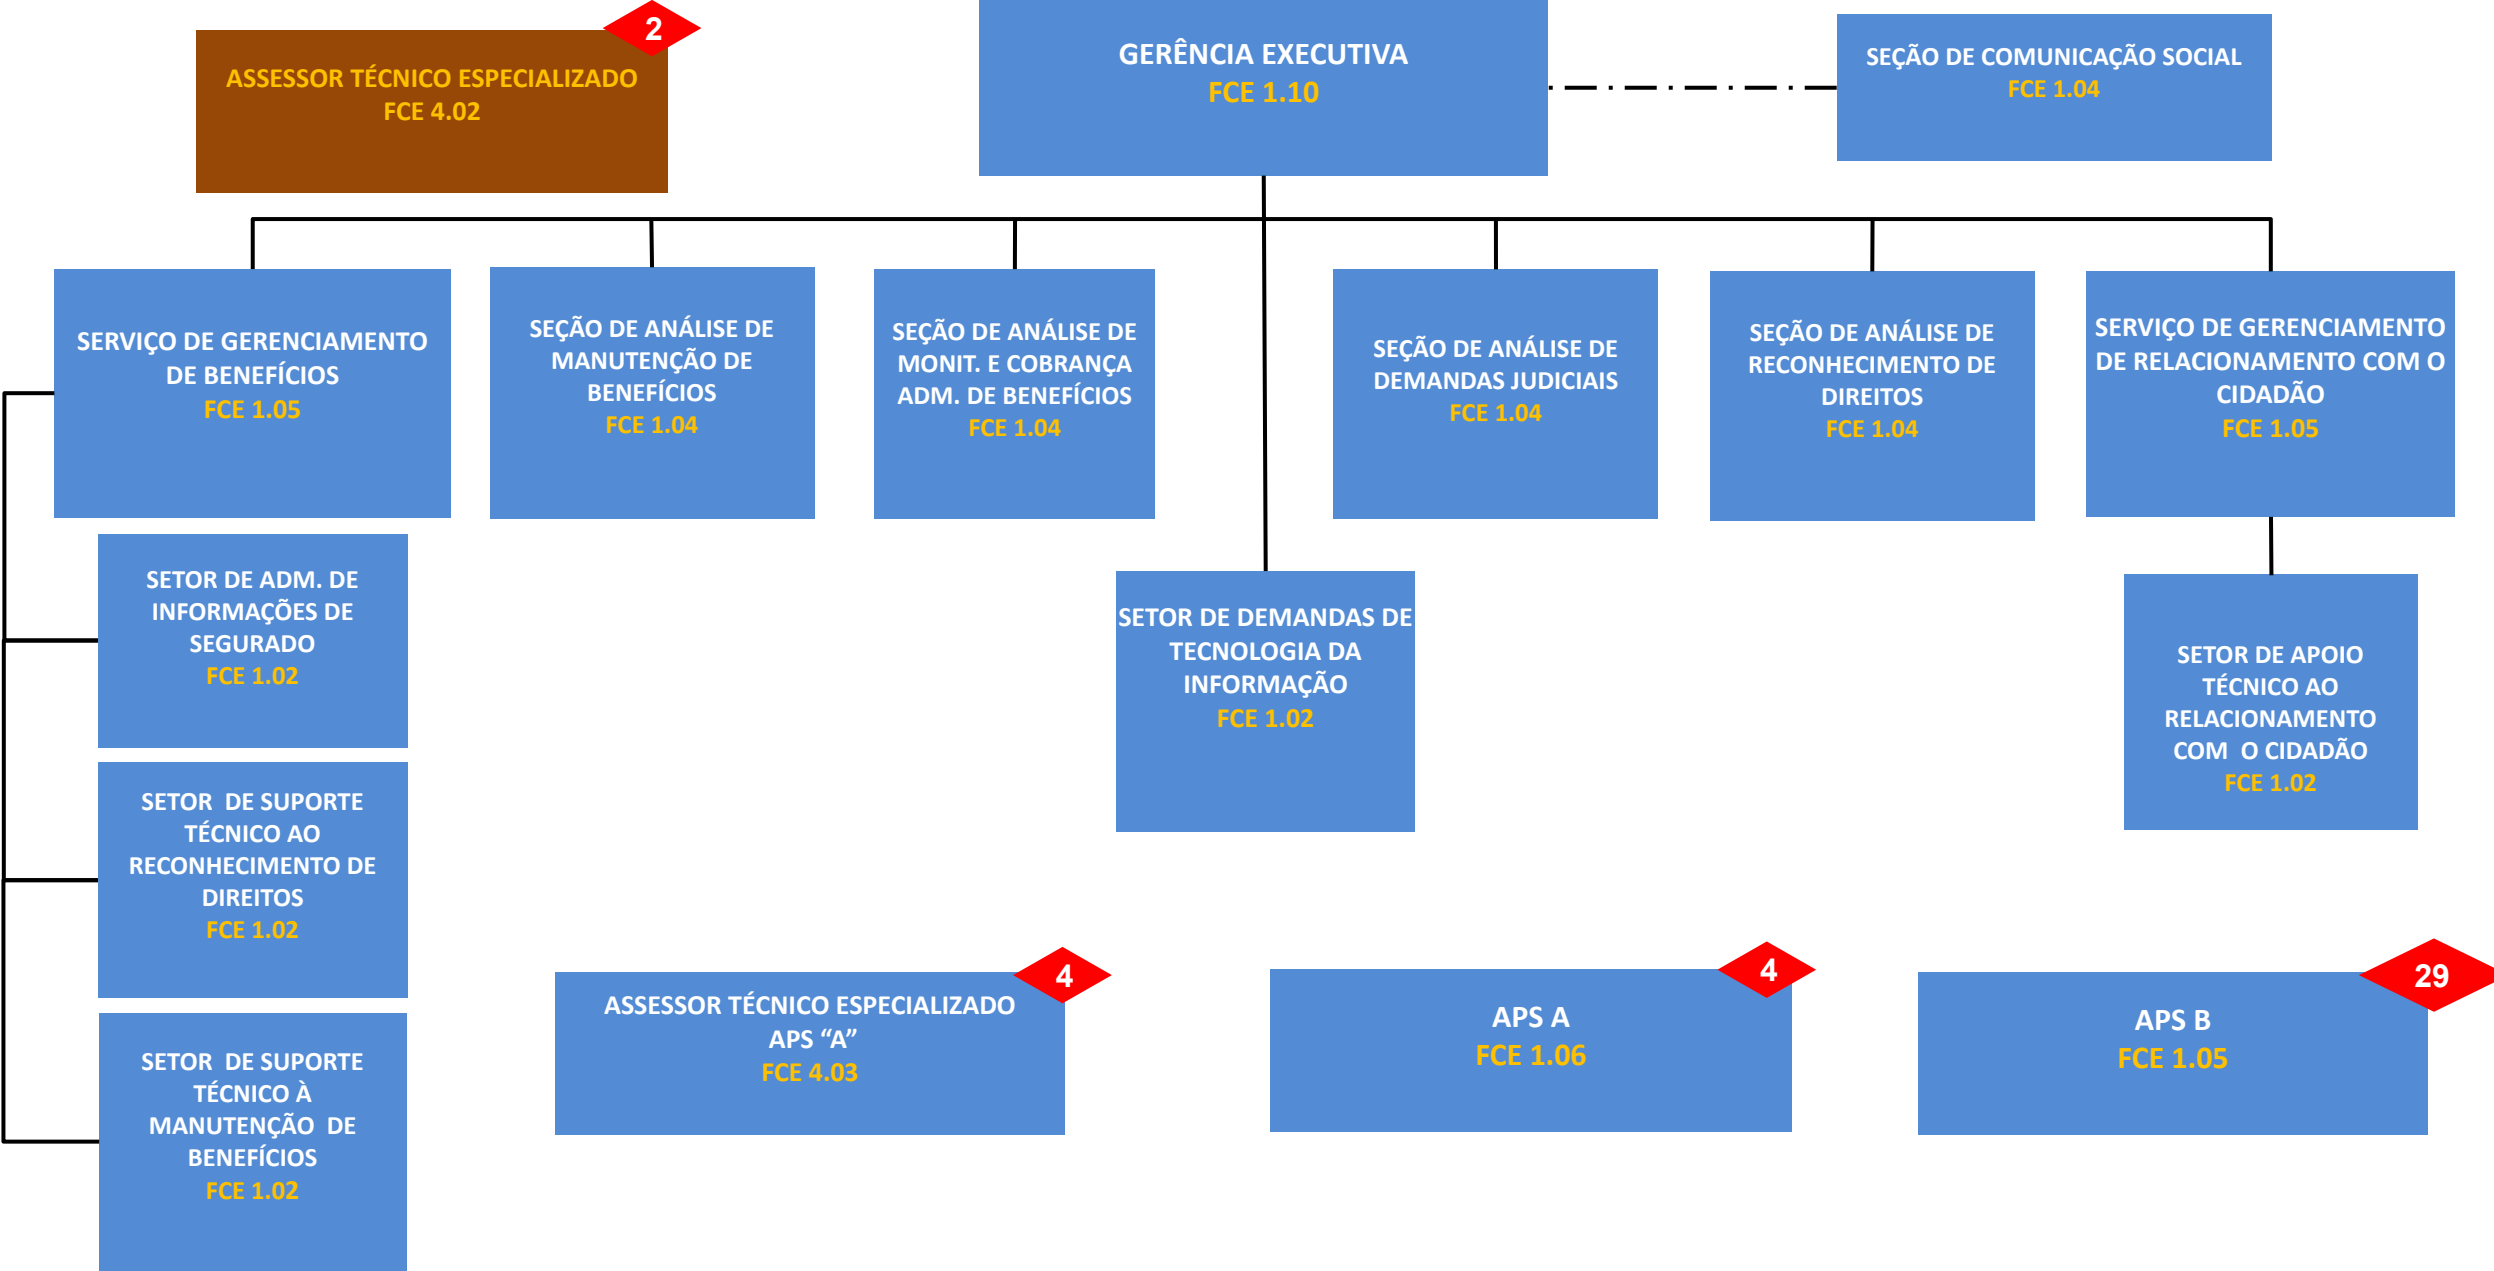 2
ASSESSOR TÉCNICO ESPECIALIZADO
FCE 4.02
GERÊNCIA EXECUTIVA
FCE 1.10
SEÇÃO DE COMUNICAÇÃO SOCIAL
FCE 1.04
SERVIÇO DE GERENCIAMENTO
DE BENEFÍCIOS
FCE 1.05
SEÇÃO DE ANÁLISE DE
MANUTENÇÃO DE
BENEFÍCIOS
FCE 1.04
SEÇÃO DE ANÁLISE DE
MONIT. E COBRANÇA
ADM. DE BENEFÍCIOS
FCE 1.04
SEÇÃO DE ANÁLISE DE
DEMANDAS JUDICIAIS
FCE 1.04
SEÇÃO DE ANÁLISE DE
RECONHECIMENTO DE
DIREITOS
FCE 1.04
SERVIÇO DE GERENCIAMENTO
DE RELACIONAMENTO COM O
CIDADÃO
FCE 1.05
SETOR DE ADM. DE
INFORMAÇÕES DE
SEGURADO
FCE 1.02
SETOR DE DEMANDAS DE
TECNOLOGIA DA
INFORMAÇÃO
FCE 1.02
SETOR DE APOIO
TÉCNICO AO
RELACIONAMENTO
COM  O CIDADÃO
FCE 1.02
SETOR  DE SUPORTE
TÉCNICO AO
RECONHECIMENTO DE
DIREITOS
FCE 1.02
SETOR  DE SUPORTE
TÉCNICO À
MANUTENÇÃO  DE
BENEFÍCIOS
FCE 1.02
4
ASSESSOR TÉCNICO ESPECIALIZADO
APS “A”
FCE 4.03
4
APS A
FCE 1.06
29
APS B
FCE 1.05